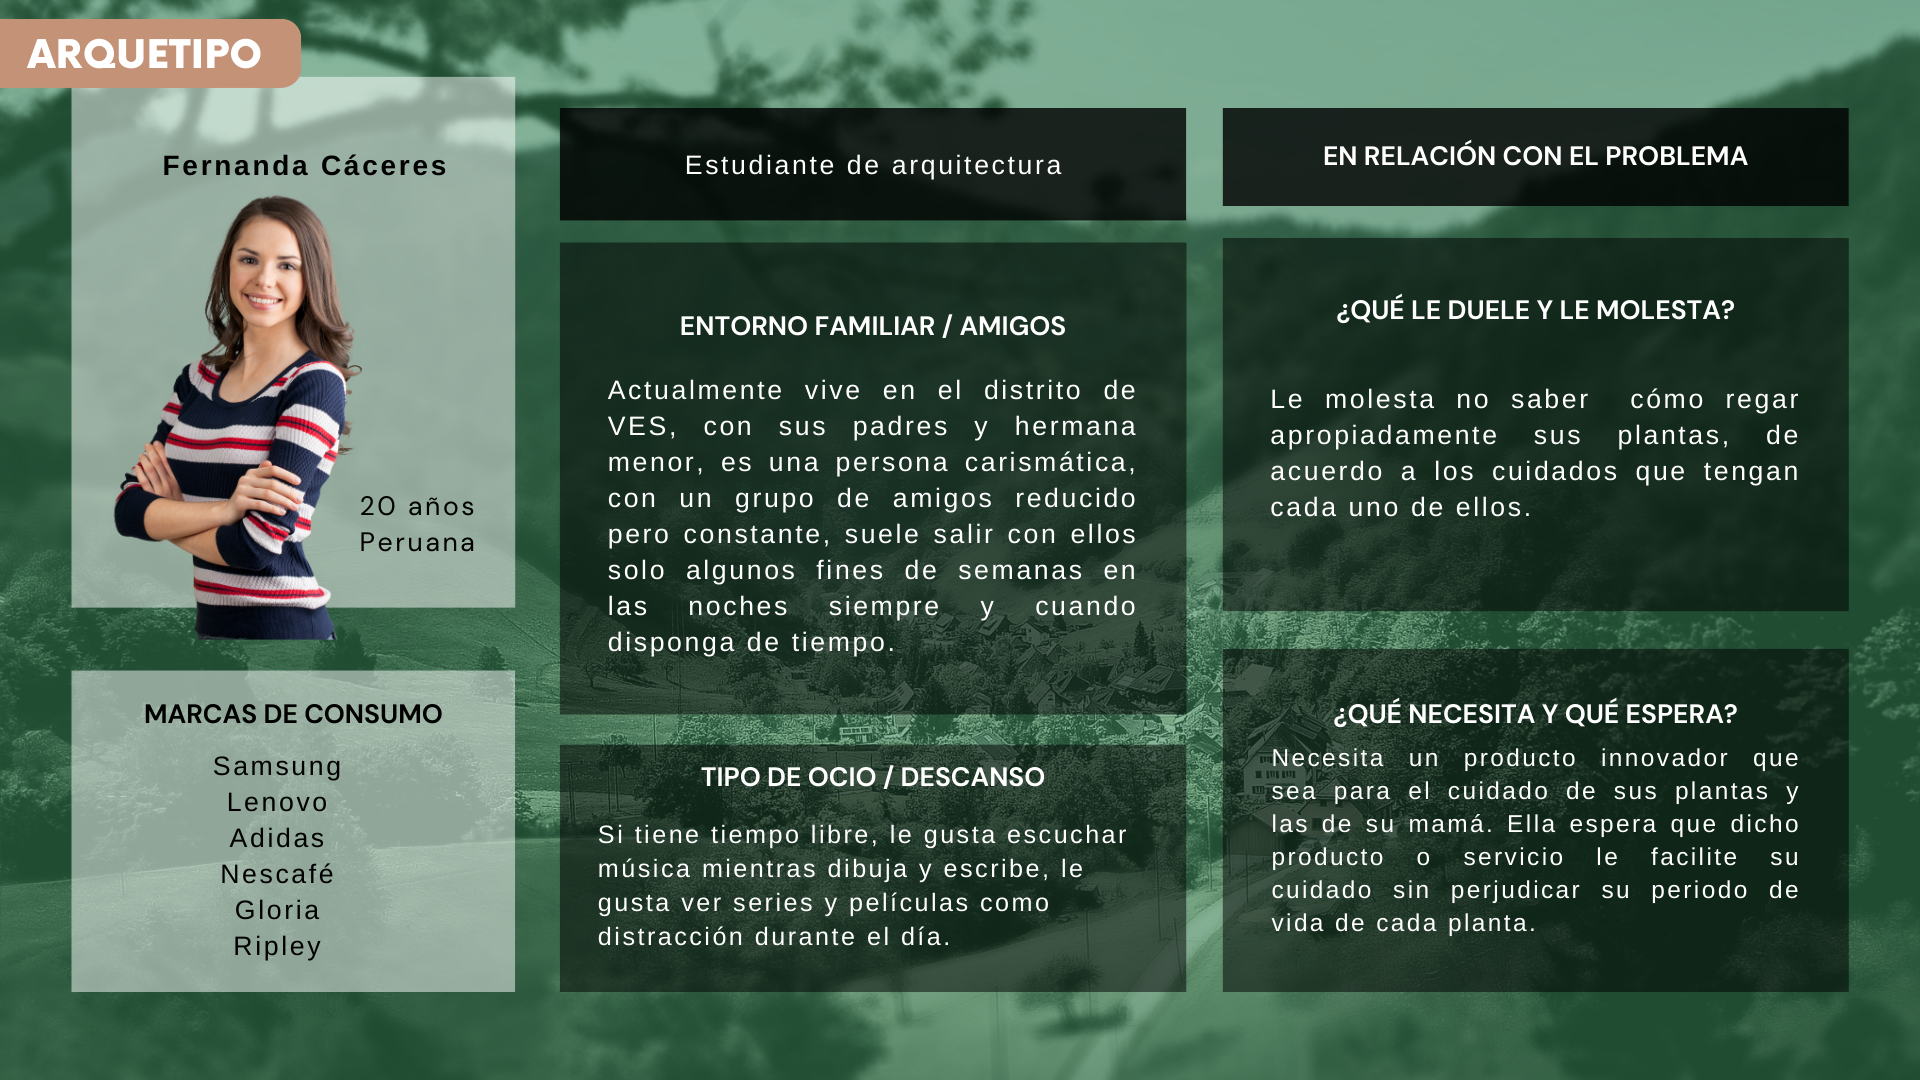 ARQUETIPO
Fernanda Cáceres
20 años
Peruana
MARCAS DE CONSUMO
Samsung
Lenovo
Adidas
Nescafé
Gloria
Ripley
Estudiante de arquitectura
ENTORNO FAMILIAR / AMIGOS
Actualmente vive en el distrito de
VES, con sus padres y hermana
menor, es una persona carismática,
con un grupo de amigos reducido
pero constante, suele salir con ellos
solo algunos fines de semanas en
las noches siempre y cuando
disponga de tiempo.
TIPO DE OCIO / DESCANSO
Si tiene tiempo libre, le gusta escuchar
música mientras dibuja y escribe, le
gusta ver series y películas como
distracción durante el día.
EN RELACIÓN CON EL PROBLEMA
¿QUÉ LE DUELE Y LE MOLESTA?
Le molesta no saber cómo regar
apropiadamente sus plantas, de
acuerdo a los cuidados que tengan
cada uno de ellos.
¿QUÉ NECESITA Y QUÉ ESPERA?
Necesita un producto innovador que
sea para el cuidado de sus plantas y
las de su mamá. Ella espera que dicho
producto o servicio le facilite su
cuidado sin perjudicar su periodo de
vida de cada planta.